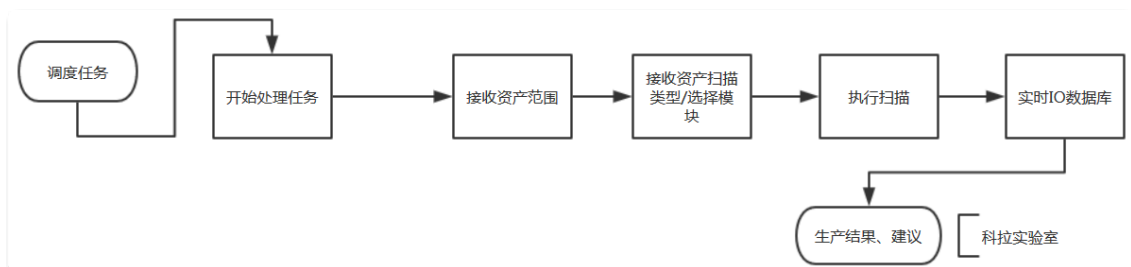 调度任务
开始处理任务
接收资产范围
接收资产扫描
类型/选择模
块
执行扫描
实时IO数据库
生产结果、建议
科拉实验室